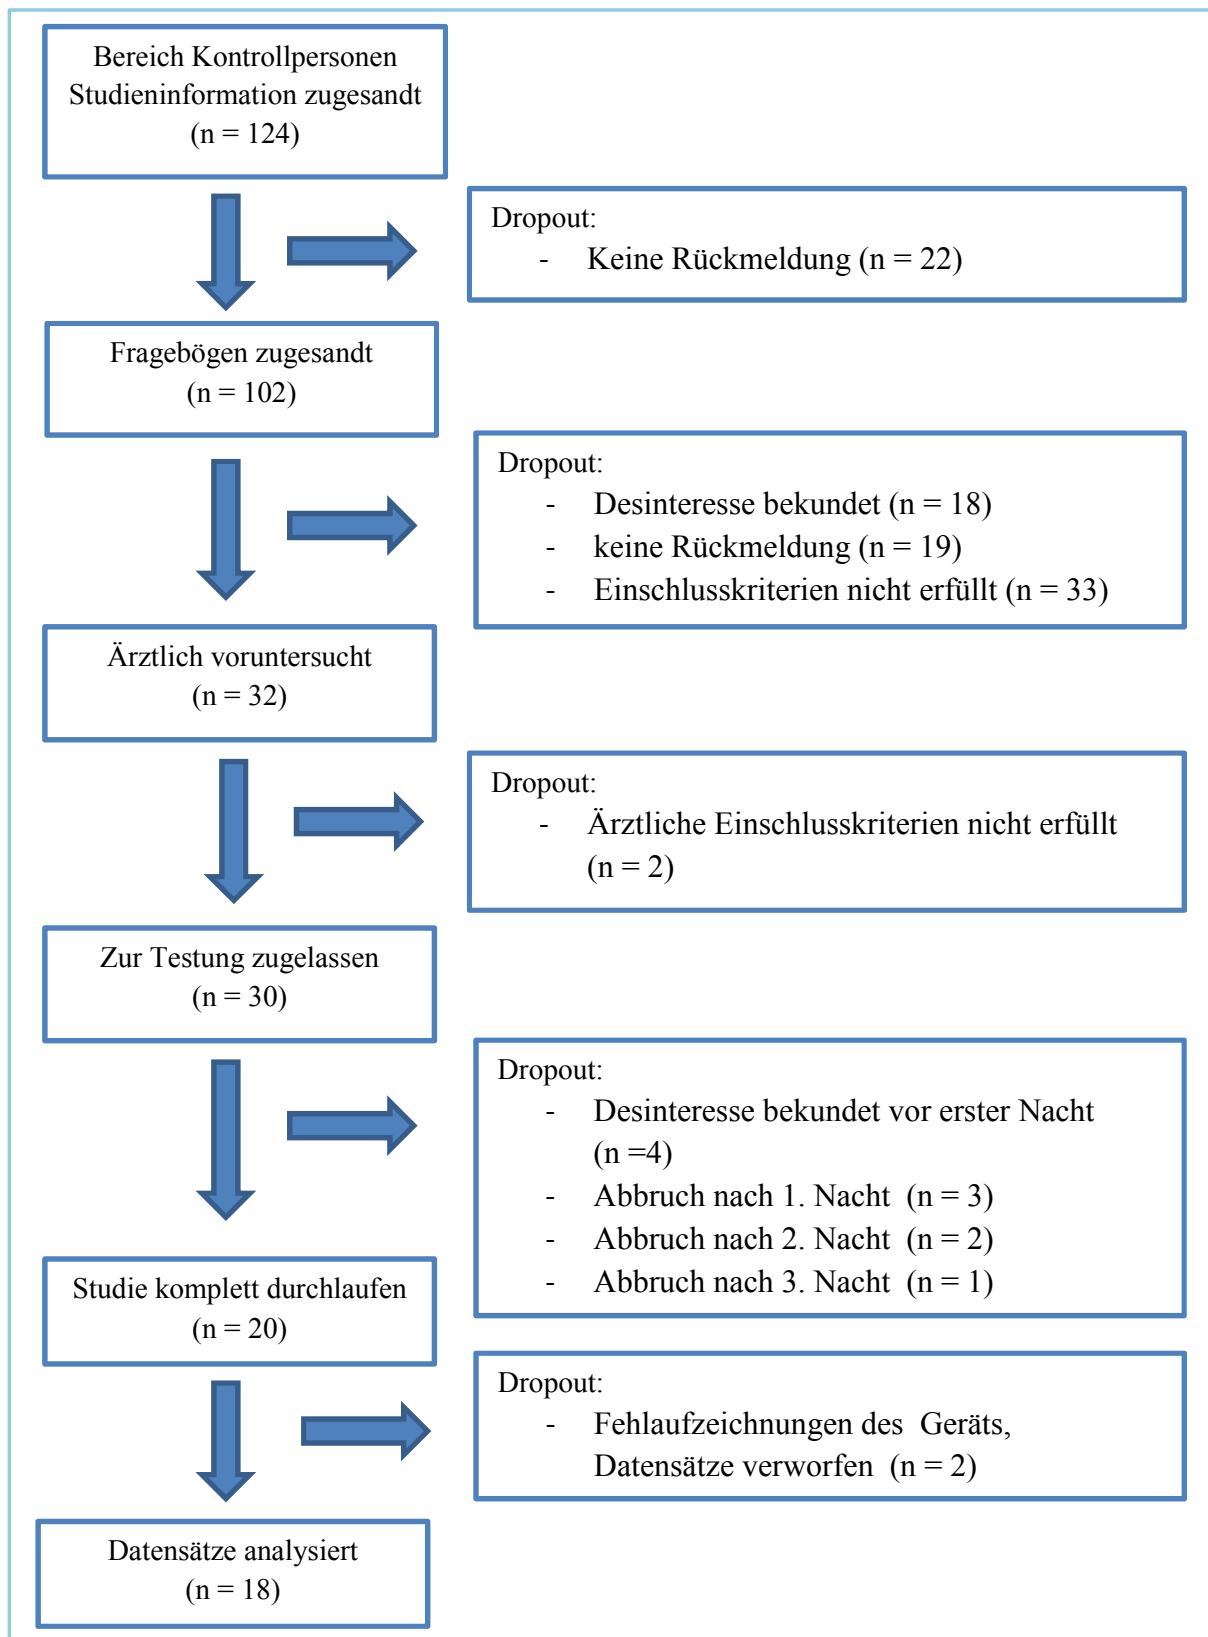 Bereich Kontrollpersonen
Studieninformation zugesandt
(n = 124)
Dropout:
- Keine Rückmeldung (n = 22)
Fragebögen zugesandt
(n = 102)
Dropout:
- Desinteresse bekundet (n = 18)
- keine Rückmeldung (n = 19)
- Einschlusskriterien nicht erfüllt (n = 33)
Ärztlich voruntersucht
(n = 32)
Dropout:
- Ärztliche Einschlusskriterien nicht erfüllt
(n = 2)
Zur Testung zugelassen
(n = 30)
Dropout:
- Desinteresse bekundet vor erster Nacht
(n =4)
- Abbruch nach 1. Nacht (n = 3)
- Abbruch nach 2. Nacht (n = 2)
- Abbruch nach 3. Nacht (n = 1)
Studie komplett durchlaufen
(n = 20)
Dropout:
- Fehlaufzeichnungen des Geräts,
Datensätze verworfen (n = 2)
Datensätze analysiert
(n = 18)